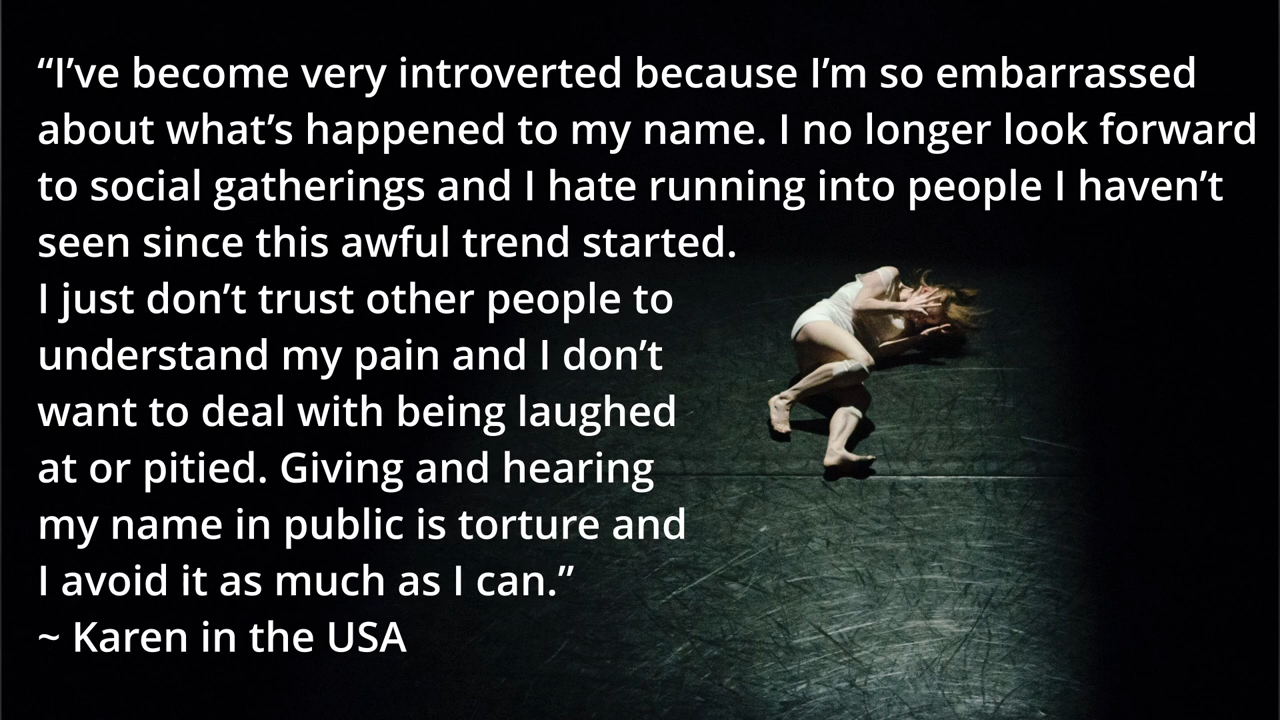 “I’ve become very introverted because I’m so embarrassed
about what’s happened to my name. I no longer look forward
to social gatherings and I hate running into people I haven’t
seen since this awful trend started.
I just don’t trust other people to
understand my pain and I don’t
want to deal with being laughed
at or pitied. Giving and hearing
my name in public is torture and
I avoid it as much as I can.”
~ Karen in the USA